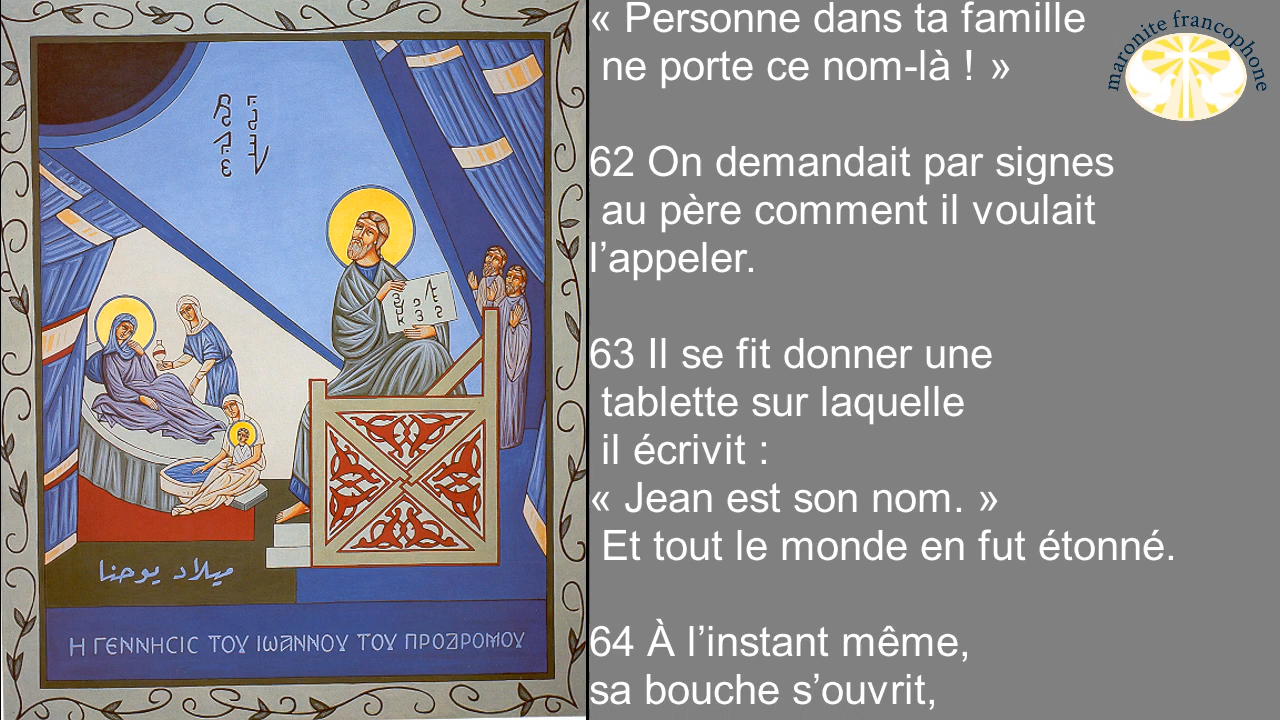 « Personne dans ta famille
ne porte ce nom-là ! »
62 On demandait par signes
au père comment il voulait
l’appeler.
63 Il se fit donner une
tablette sur laquelle
il écrivit :
« Jean est son nom. »
Et tout le monde en fut étonné.
64 À l’instant même,
sa bouche s’ouvrit,
maronite francophone
ميلاد يوحنا
Η ΓΕΝΝΗCΙC ΤΟΥ ΙΩΑΝΝΟΥ ΤΟΥ ΠΡΟΔΡΟΜΟΥ